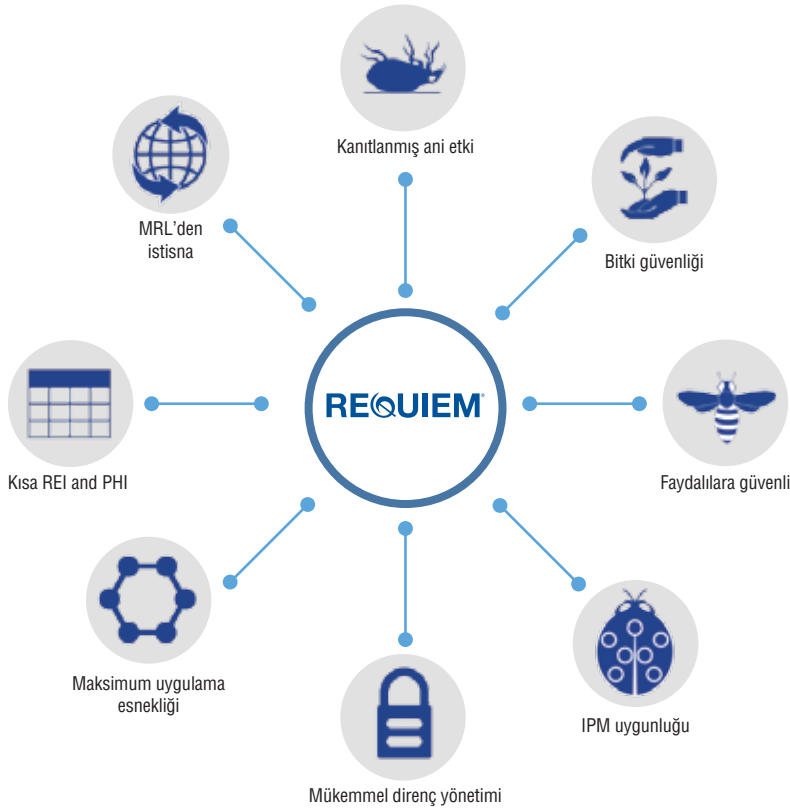 Kanıtlanmış ani etki
Bitki güvenliği
Faydalılara güvenli
IPM uygunluğu
Mükemmel direnç yönetimi
Maksimum uygulama
esnekliği
Kısa REI and PHI
MRL’den
istisna
REQUIEM®